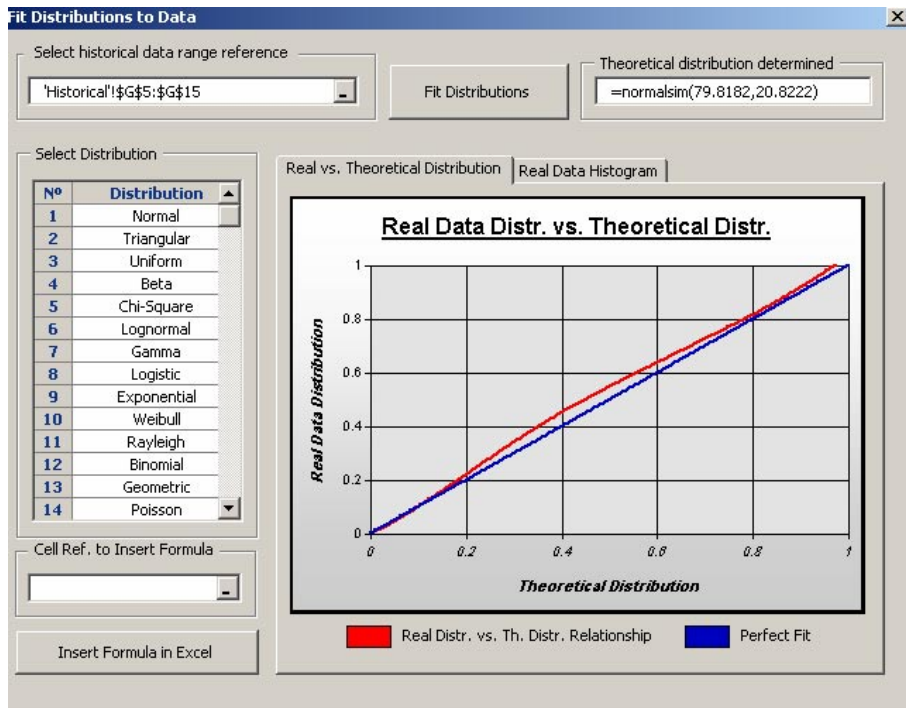 Fit Distributions to Data
Select historical data range reference
'Historical'!$G$5:$G$15
Fit Distributions
Theoretical distribution determined
=normalsim(79.8182,20.8222)
Select Distribution
Nº Distribution
1 Normal
2 Triangular
3 Uniform
4 Beta
5 Chi-Square
6 Lognormal
7 Gamma
8 Logistic
9 Exponential
10 Weibull
11 Rayleigh
12 Binomial
13 Geometric
14 Poisson
Cell Ref. to Insert Formula
Insert Formula in Excel
Real vs. Theoretical Distribution
Real Data Histogram
Real Data Distr. vs. Theoretical Distr.
Real Data Distribution
1
0.8
0.6
0.4
0.2
0
0 0.2 0.4 0.6 0.8 1
Theoretical Distribution
Real Distr. vs. Th. Distr. Relationship
Perfect Fit